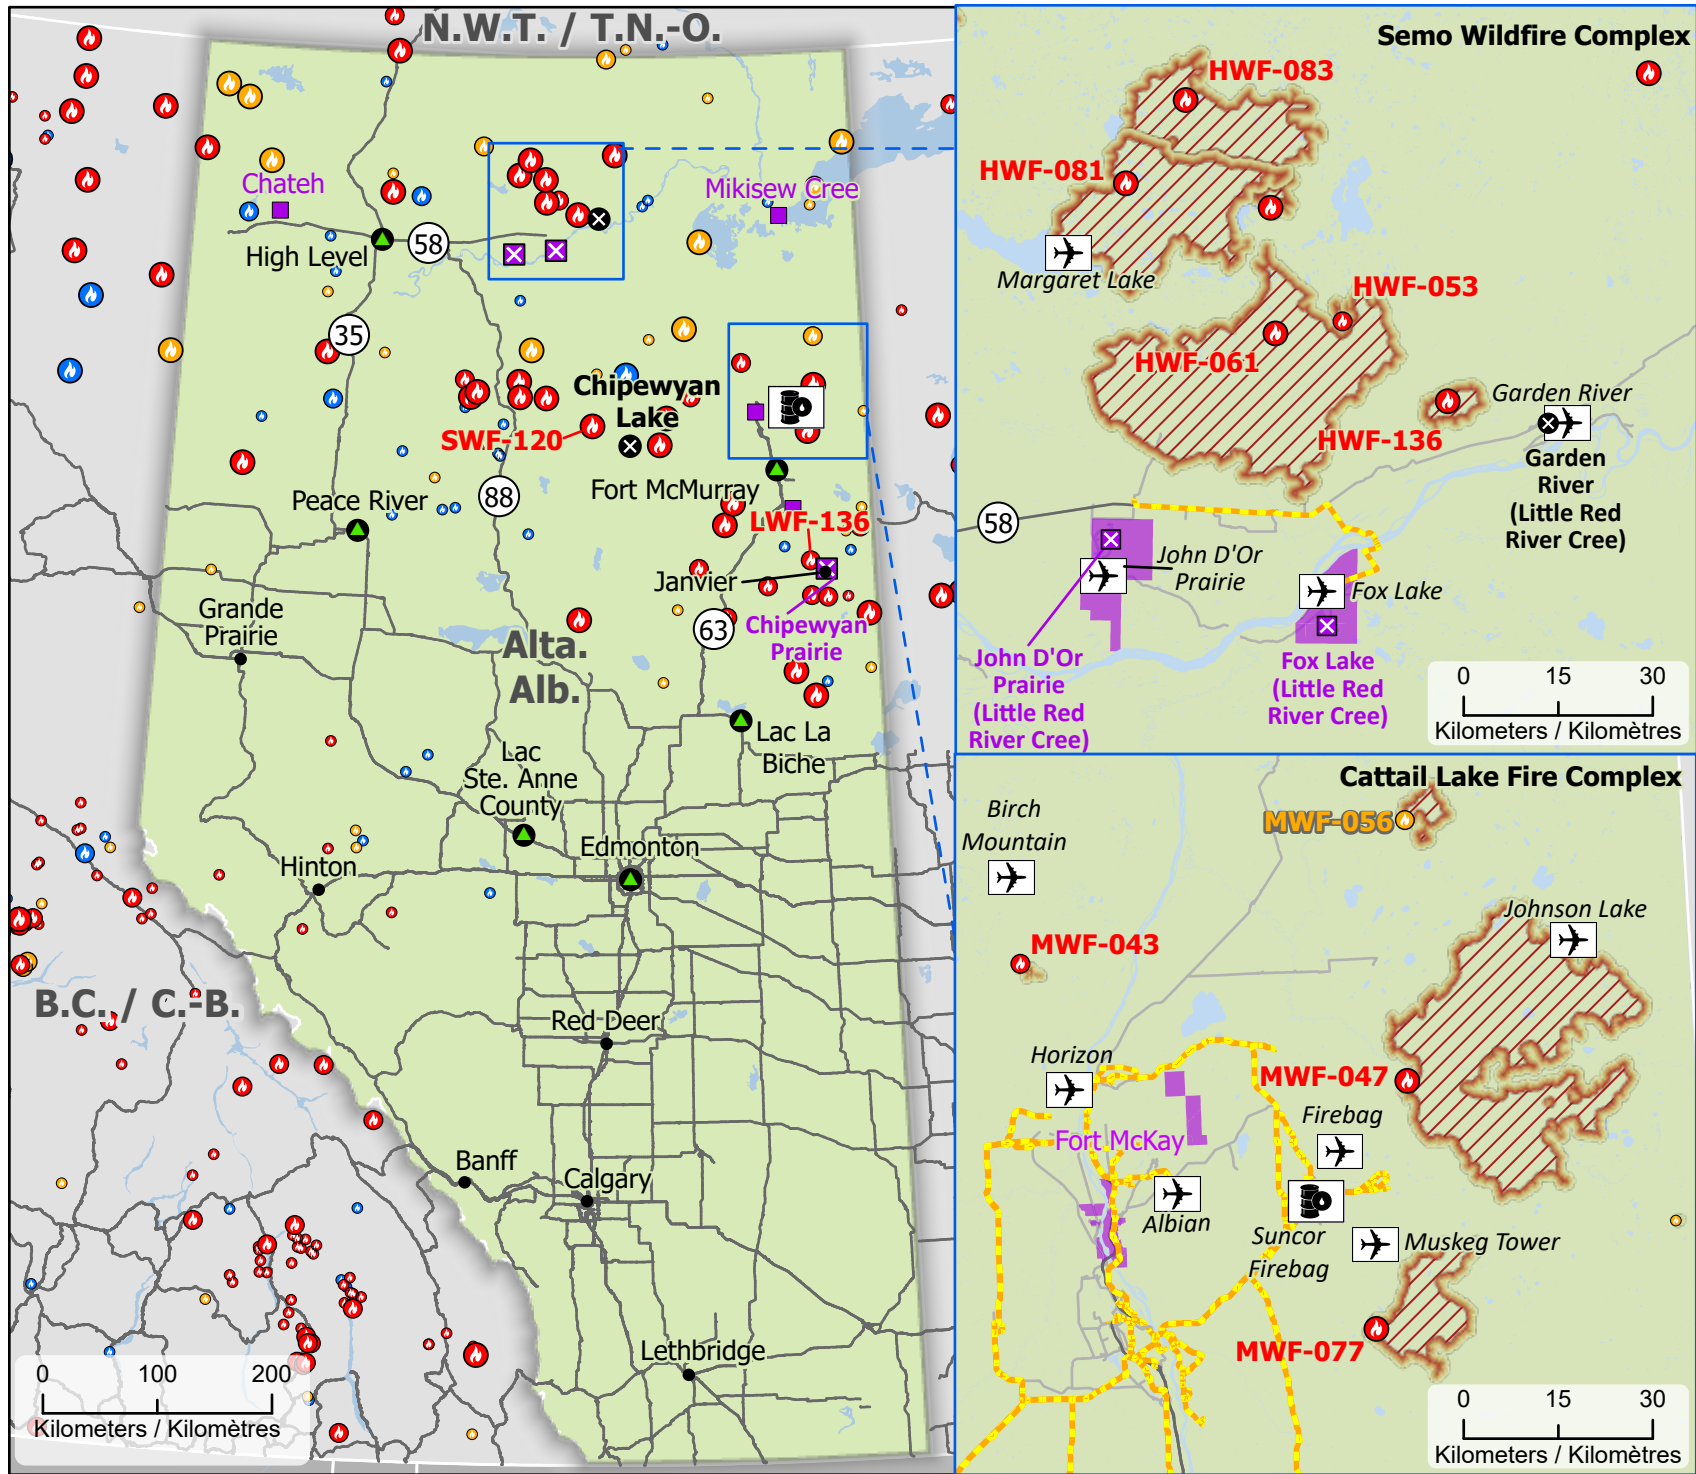 N.W.T. / T.N.-O.
Chateh
Mikisew Cree
High Level
58
35
Chipewyan
Lake
SWF-120
Fort McMurray
Peace River
88
LWF-136
Janvier
Grande
Prairie
63
Chipewyan
Prairie
Alta.
Alb.
Lac La
Biche
Lac
Ste. Anne
County
Edmonton
Hinton
B.C. / C.-B.
Red Deer
Banff
Calgary
Lethbridge
0 100 200
Kilometers / Kilomètres
Semo Wildfire Complex
HWF-083
HWF-081
Margaret Lake
HWF-053
HWF-061
Garden River
HWF-136
Garden
River
(Little Red
River Cree)
58
John D'Or
Prairie
Fox Lake
John D'Or
Prairie
(Little Red
River Cree)
Fox Lake
(Little Red
River Cree)
0 15 30
Kilometers / Kilomètres
Cattail Lake Fire Complex
Birch
Mountain
MWF-056
Johnson Lake
MWF-043
Horizon
MWF-047
Firebag
Fort McKay
Albian
Suncor
Firebag
Muskeg Tower
MWF-077
0 15 30
Kilometers / Kilomètres